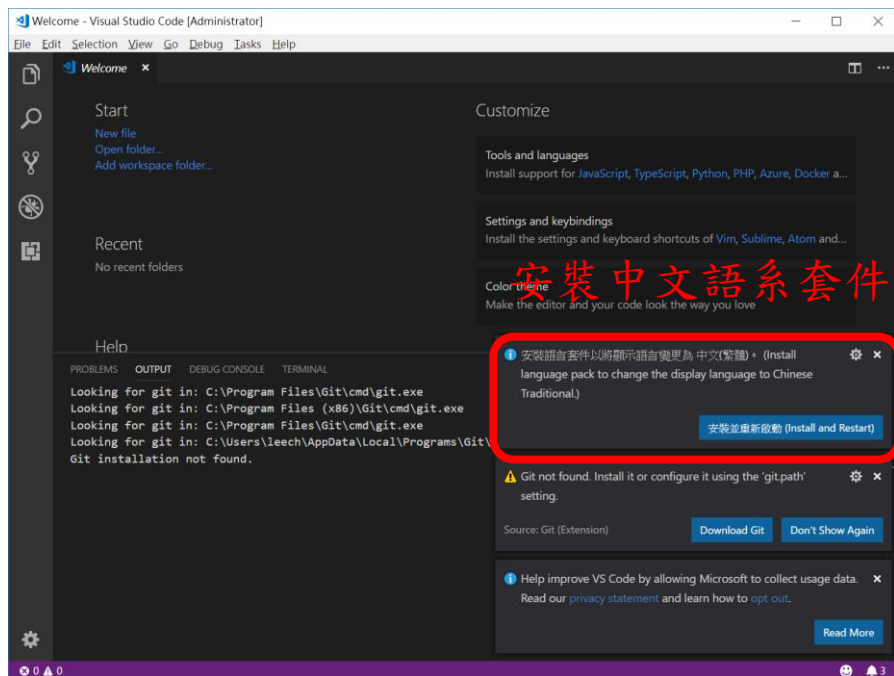 Welcome - Visual Studio Code [Administrator]
File Edit Selection View Go Debug Tasks Help
Welcome
Start
New file
Open folder...
Add workspace folder...
Recent
No recent folders
Help
Customize
Tools and languages
Install support for JavaScript, TypeScript, Python, PHP, Azure, Docker a...
Settings and keybindings
Install the settings and keyboard shortcuts of Vim, Sublime, Atom and...
安裝中文語系套件
Color theme
Make the editor and your code look the way you love
PROBLEMS OUTPUT DEBUG CONSOLE TERMINAL
Looking for git in: C:\Program Files\Git\cmd\git.exe
Looking for git in: C:\Program Files (x86)\Git\cmd\git.exe
Looking for git in: C:\Program Files\Git\cmd\git.exe
Looking for git in: C:\Users\leech\AppData\Local\Programs\Git\
Git installation not found.
安裝語言套件以將顯示語言變更為 中文(繁體)。 (Install
language pack to change the display language to Chinese
Traditional.)
安裝並重新啟動 (Install and Restart)
Git not found. Install it or configure it using the 'git.path'
setting.
Source: Git (Extension)
Download Git
Don't Show Again
Help improve VS Code by allowing Microsoft to collect usage data.
Read our privacy statement and learn how to opt out.
Read More
0 0
3